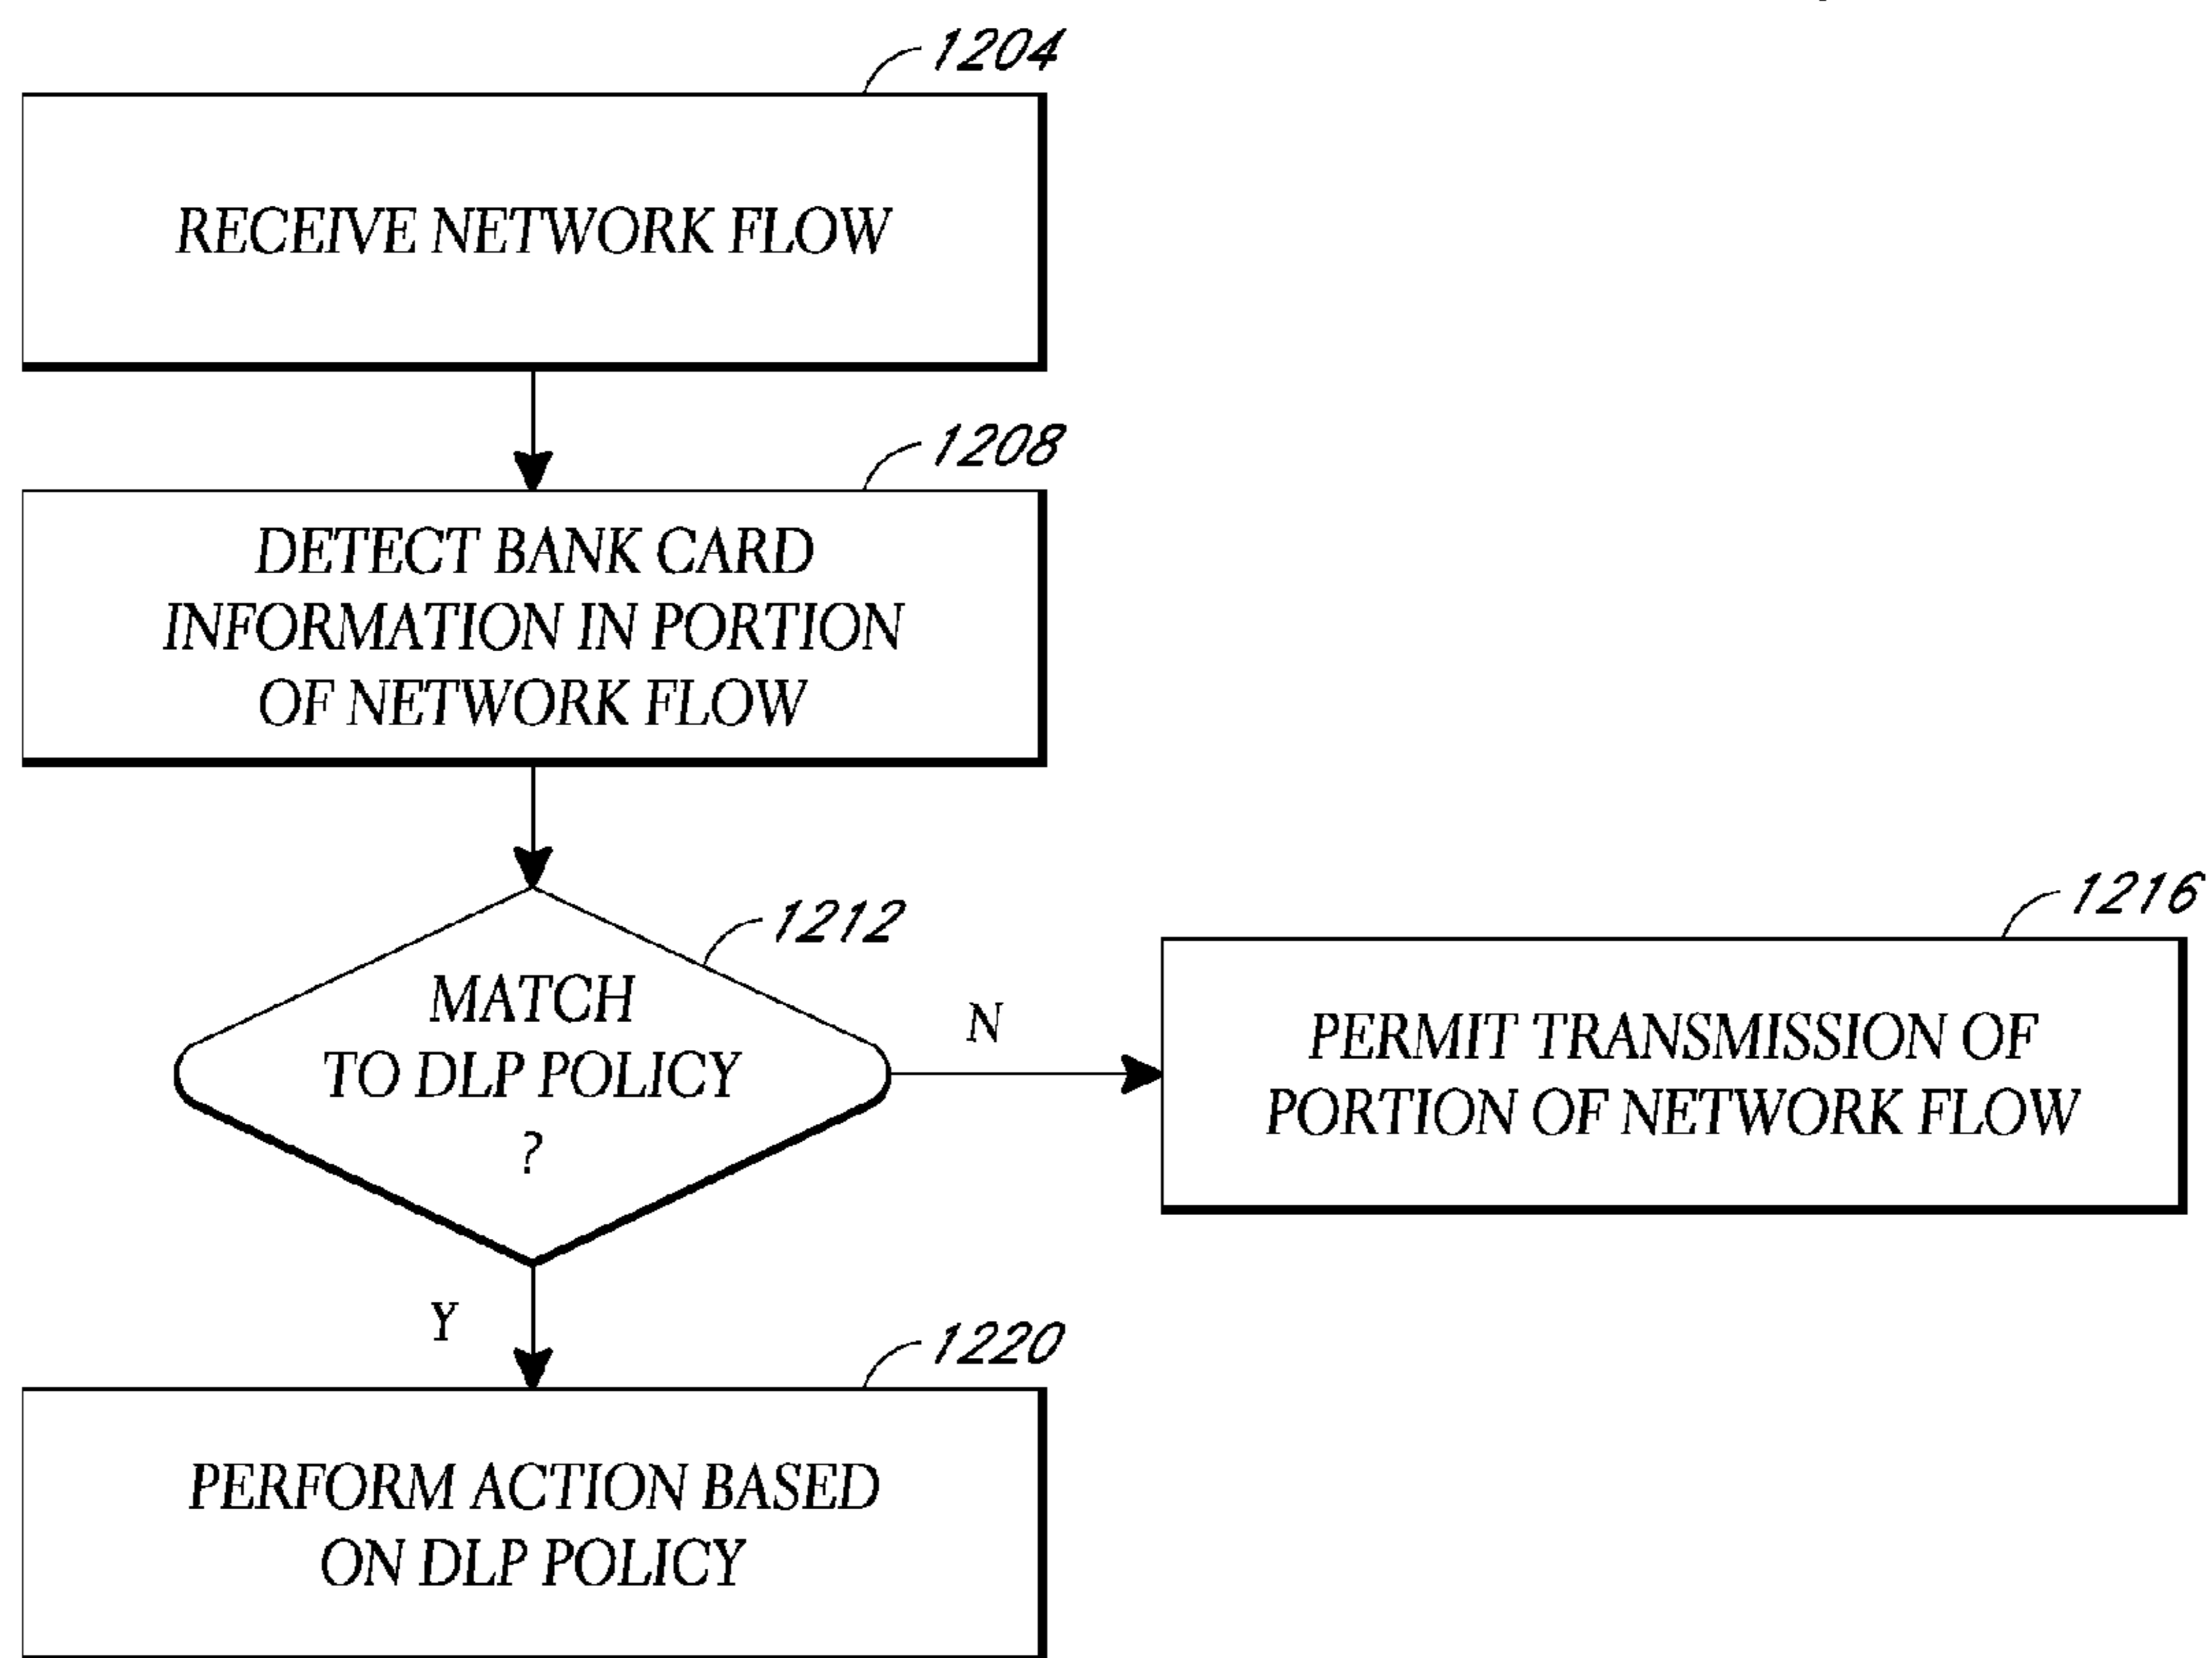 1204
RECEIVE NETWORK FLOW
1208
DETECT BANK CARD
INFORMATION IN PORTION
OF NETWORK FLOW
1212
MATCH
TO DLP POLICY
?
N
1216
PERMIT TRANSMISSION OF
PORTION OF NETWORK FLOW
Y
1220
PERFORM ACTION BASED
ON DLP POLICY